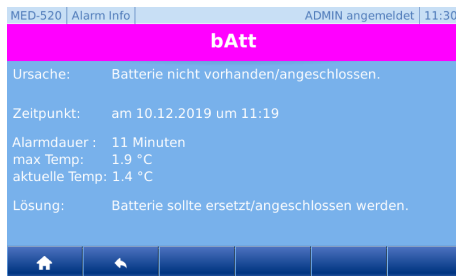 MED-520 Alarm Info ADMIN angemeldet 11:30
bAtt
Ursache: Batterie nicht vorhanden/angeschlossen.
Zeitpunkt: am 10.12.2019 um 11:19
Alarmdauer : 11 Minuten
max Temp: 1.9 °C
aktuelle Temp: 1.4 °C
Lösung: Batterie sollte ersetzt/angeschlossen werden.